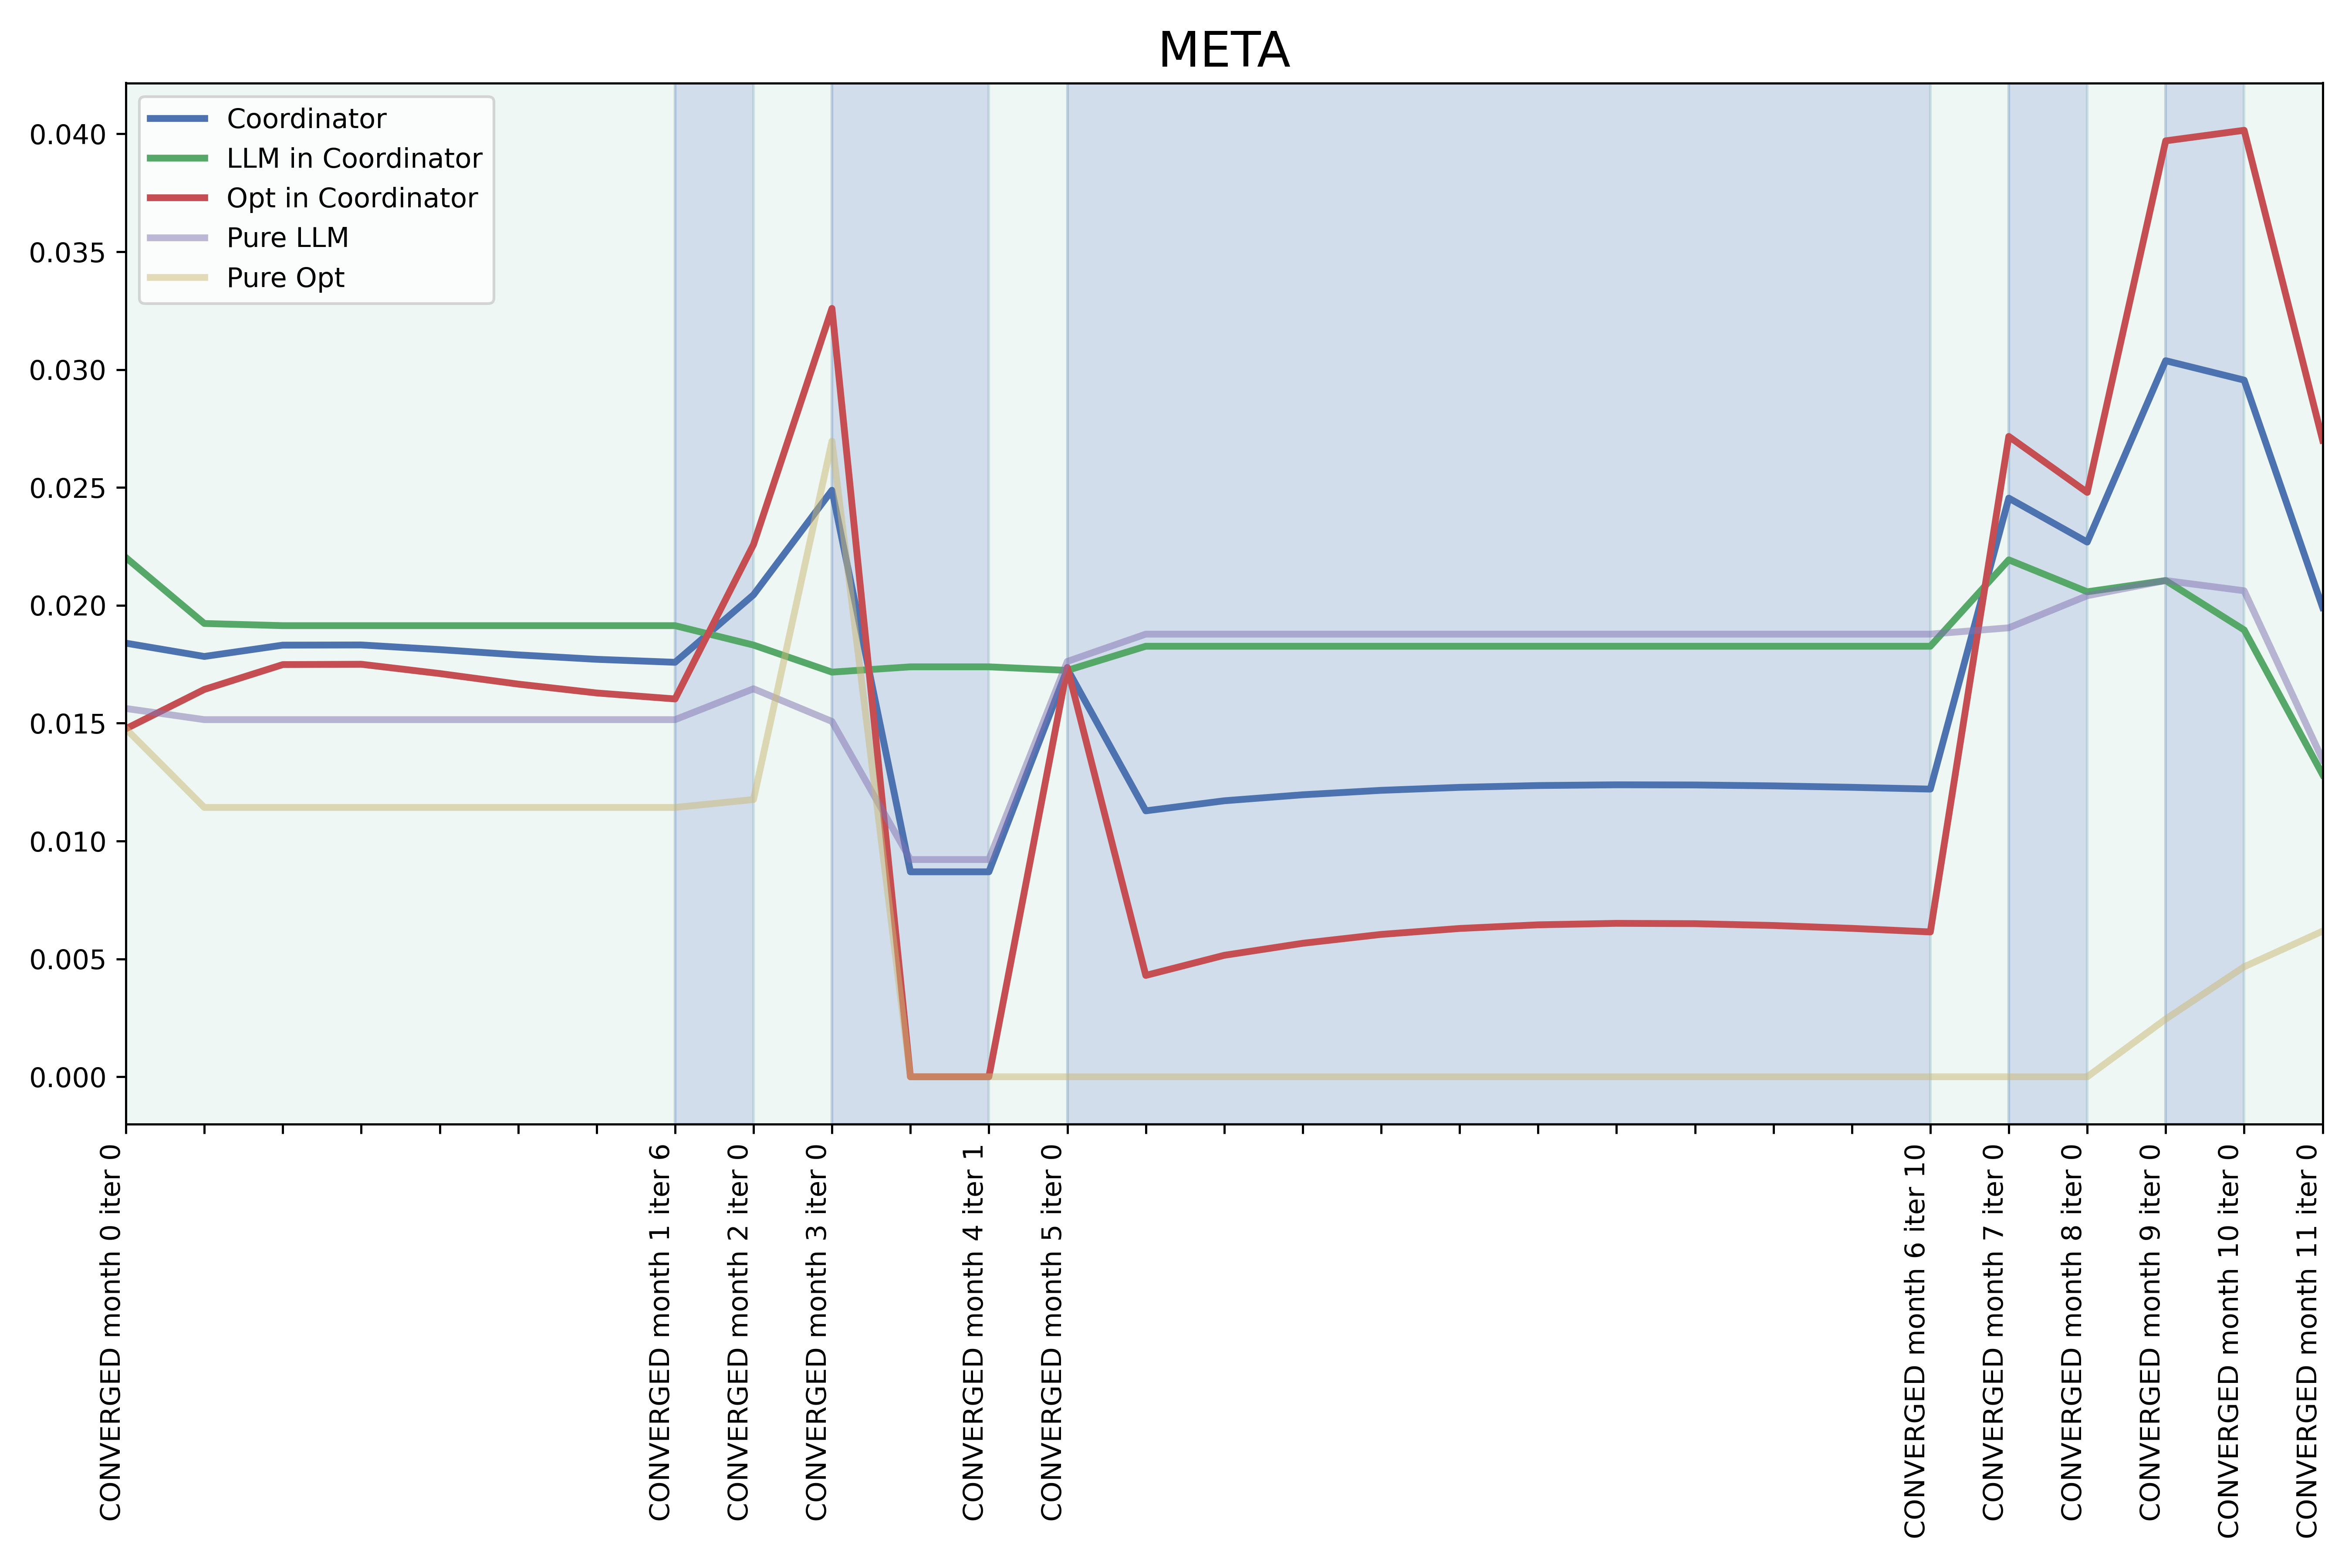 META
Coordinator
LLM in Coordinator
Opt in Coordinator
Pure LLM
Pure Opt
0.040
0.035
0.030
0.025
0.020
0.015
0.010
0.005
0.000
CONVERGED month 0 iter 0
CONVERGED month 1 iter 6
CONVERGED month 2 iter 0
CONVERGED month 3 iter 0
CONVERGED month 4 iter 1
CONVERGED month 5 iter 0
CONVERGED month 6 iter 10
CONVERGED month 7 iter 0
CONVERGED month 8 iter 0
CONVERGED month 9 iter 0
CONVERGED month 10 iter 0
CONVERGED month 11 iter 0